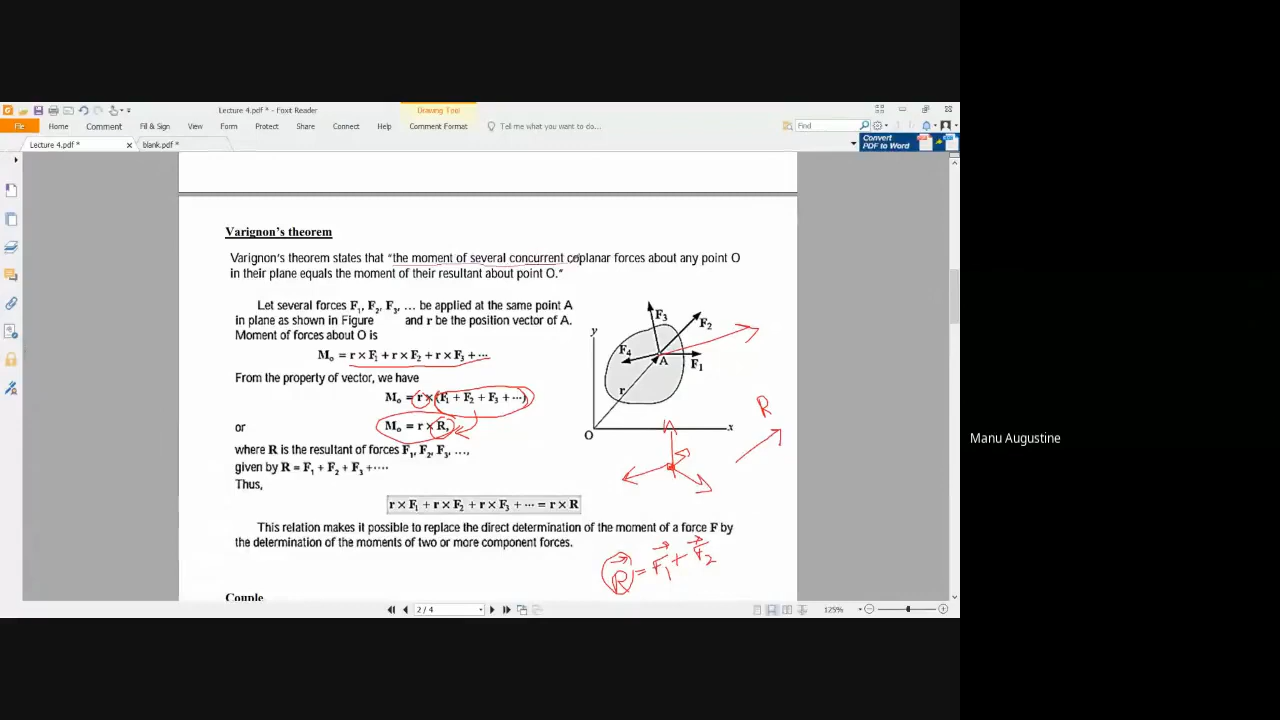 Lecture 4.pdf * - Foxit Reader
Drawing Tool
File Home Comment Fill & Sign View Form Protect Share Connect Help Comment Format Tell me what you want to do... Find
Lecture 4.pdf * × blank.pdf *
Convert
PDF to Word
Varignon's theorem
Varignon's theorem states that "the moment of several concurrent coplanar forces about any point O
in their plane equals the moment of their resultant about point O."
Let several forces F₁, F₂, F₃, ... be applied at the same point A
in plane as shown in Figure and r be the position vector of A.
Moment of forces about O is
Mₒ = r × F₁ + r × F₂ + r × F₃ + ···
From the property of vector, we have
Mₒ = r × (F₁ + F₂ + F₃ + ···)
or
Mₒ = r × R,
where R is the resultant of forces F₁, F₂, F₃, ...,
given by R = F₁ + F₂ + F₃ + ····
Thus,
r × F₁ + r × F₂ + r × F₃ + ··· = r × R
This relation makes it possible to replace the direct determination of the moment of a force F by
the determination of the moments of two or more component forces.
y
F₃
F₂
F₄
A
F₁
r
O
x
R
R⃗ = F⃗₁ + F⃗₂
Couple
2 / 4
125%
Manu Augustine